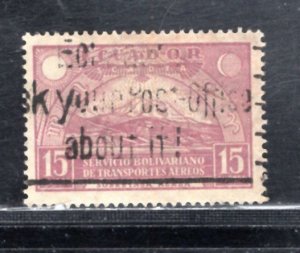 ECUADOR
sk your Post Office
about it!
15 15
SERVICIO BOLIVARIANO
DE TRANSPORTES AEREOS